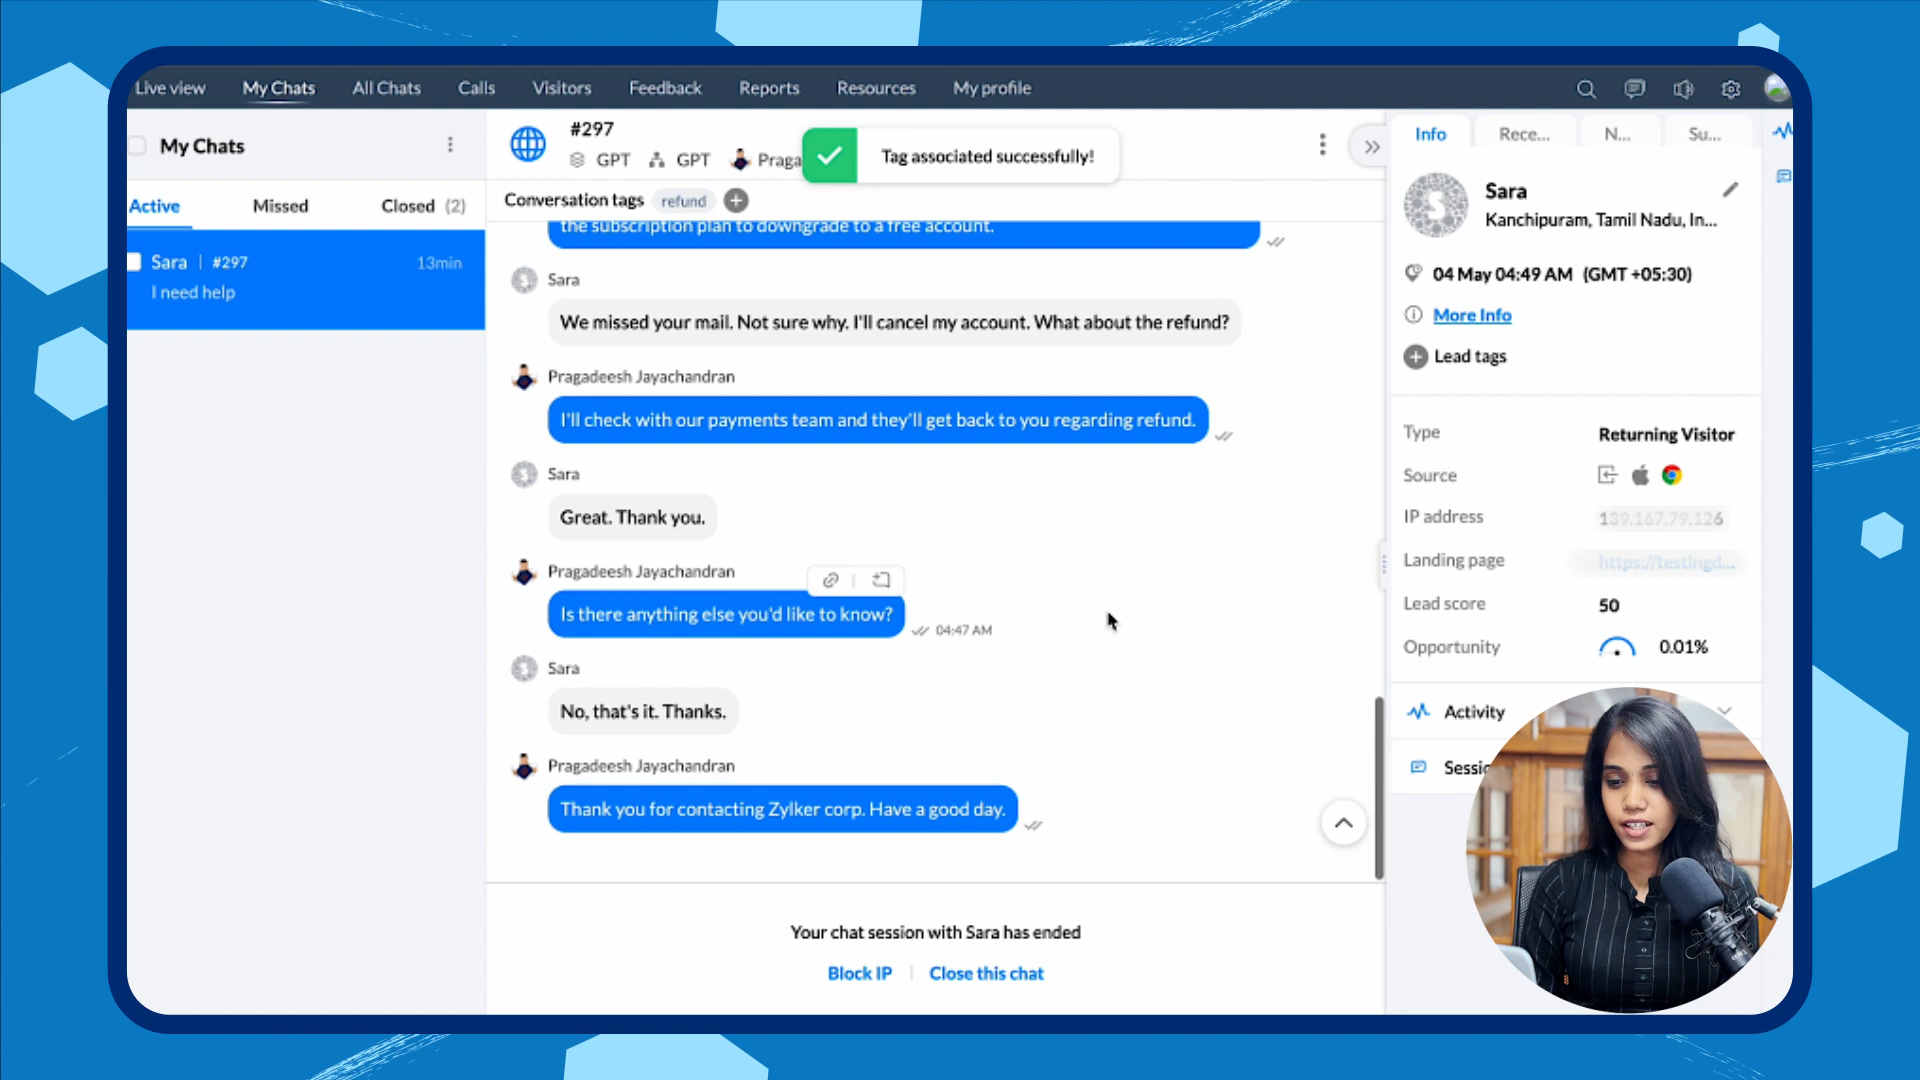 Live view My Chats All Chats Calls Visitors Feedback Reports Resources My profile
My Chats
Active Missed Closed (2)
Sara | #297 13min
I need help
#297
GPT GPT Praga
Tag associated successfully!
Conversation tags refund
the subscription plan to downgrade to a free account.
Sara
We missed your mail. Not sure why. I'll cancel my account. What about the refund?
Pragadeesh Jayachandran
I'll check with our payments team and they'll get back to you regarding refund.
Sara
Great. Thank you.
Pragadeesh Jayachandran
Is there anything else you'd like to know?
04:47 AM
Sara
No, that's it. Thanks.
Pragadeesh Jayachandran
Thank you for contacting Zylker corp. Have a good day.
Your chat session with Sara has ended
Block IP | Close this chat
Info Rece... N... Su...
S
Sara
Kanchipuram, Tamil Nadu, In...
04 May 04:49 AM (GMT +05:30)
More Info
Lead tags
Type Returning Visitor
Source
IP address 139.167.79.126
Landing page https://testingd...
Lead score 50
Opportunity 0.01%
Activity
Sessi